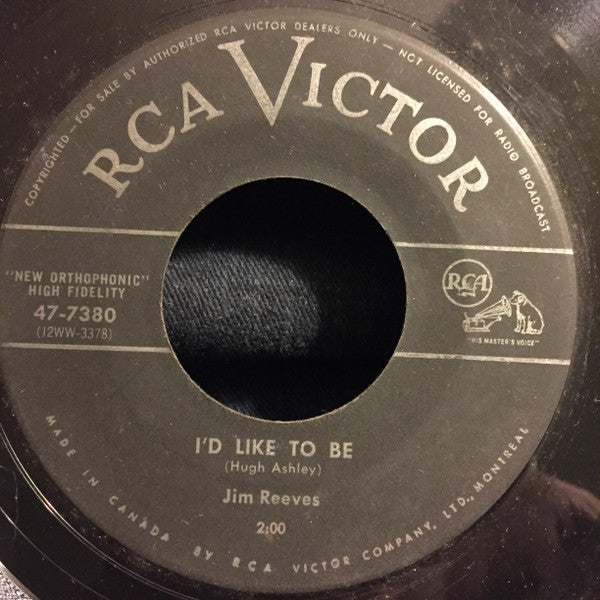 COPYRIGHTED — FOR SALE BY AUTHORIZED RCA VICTOR DEALERS ONLY — NOT LICENSED FOR RADIO BROADCAST
RCA VICTOR
"NEW ORTHOPHONIC"
HIGH FIDELITY
47-7380
(J2WW-3378)
RCA
"HIS MASTER'S VOICE"
I'D LIKE TO BE
(Hugh Ashley)
Jim Reeves
2:00
MADE IN CANADA BY RCA VICTOR COMPANY, LTD., MONTREAL